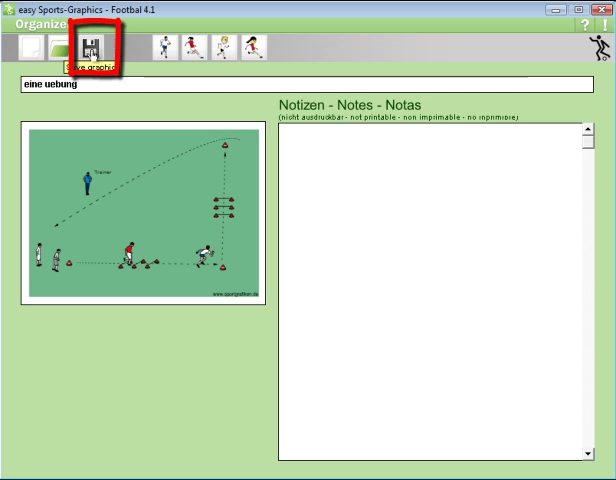 easy Sports-Graphics - Footbal 4.1
Organize
? !
Save graphic
eine uebung
Notizen - Notes - Notas
(nicht ausdruckbar - not printable - non imprimable - no inprimible)
Trainer
www.sportgrafiken.de